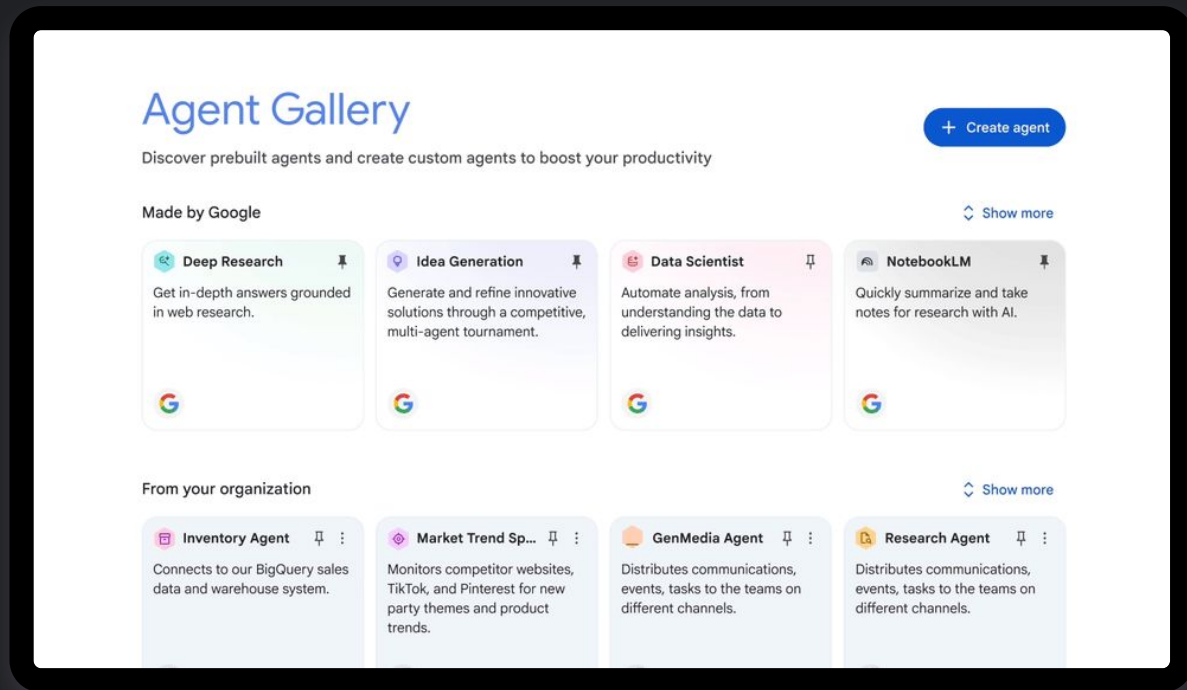 Agent Gallery
+ Create agent
Discover prebuilt agents and create custom agents to boost your productivity
Made by Google
Show more
Deep Research
Get in-depth answers grounded
in web research.
Idea Generation
Generate and refine innovative
solutions through a competitive,
multi-agent tournament.
Data Scientist
Automate analysis, from
understanding the data to
delivering insights.
NotebookLM
Quickly summarize and take
notes for research with AI.
From your organization
Show more
Inventory Agent
Connects to our BigQuery sales
data and warehouse system.
Market Trend Sp...
Monitors competitor websites,
TikTok, and Pinterest for new
party themes and product
trends.
GenMedia Agent
Distributes communications,
events, tasks to the teams on
different channels.
Research Agent
Distributes communications,
events, tasks to the teams on
different channels.